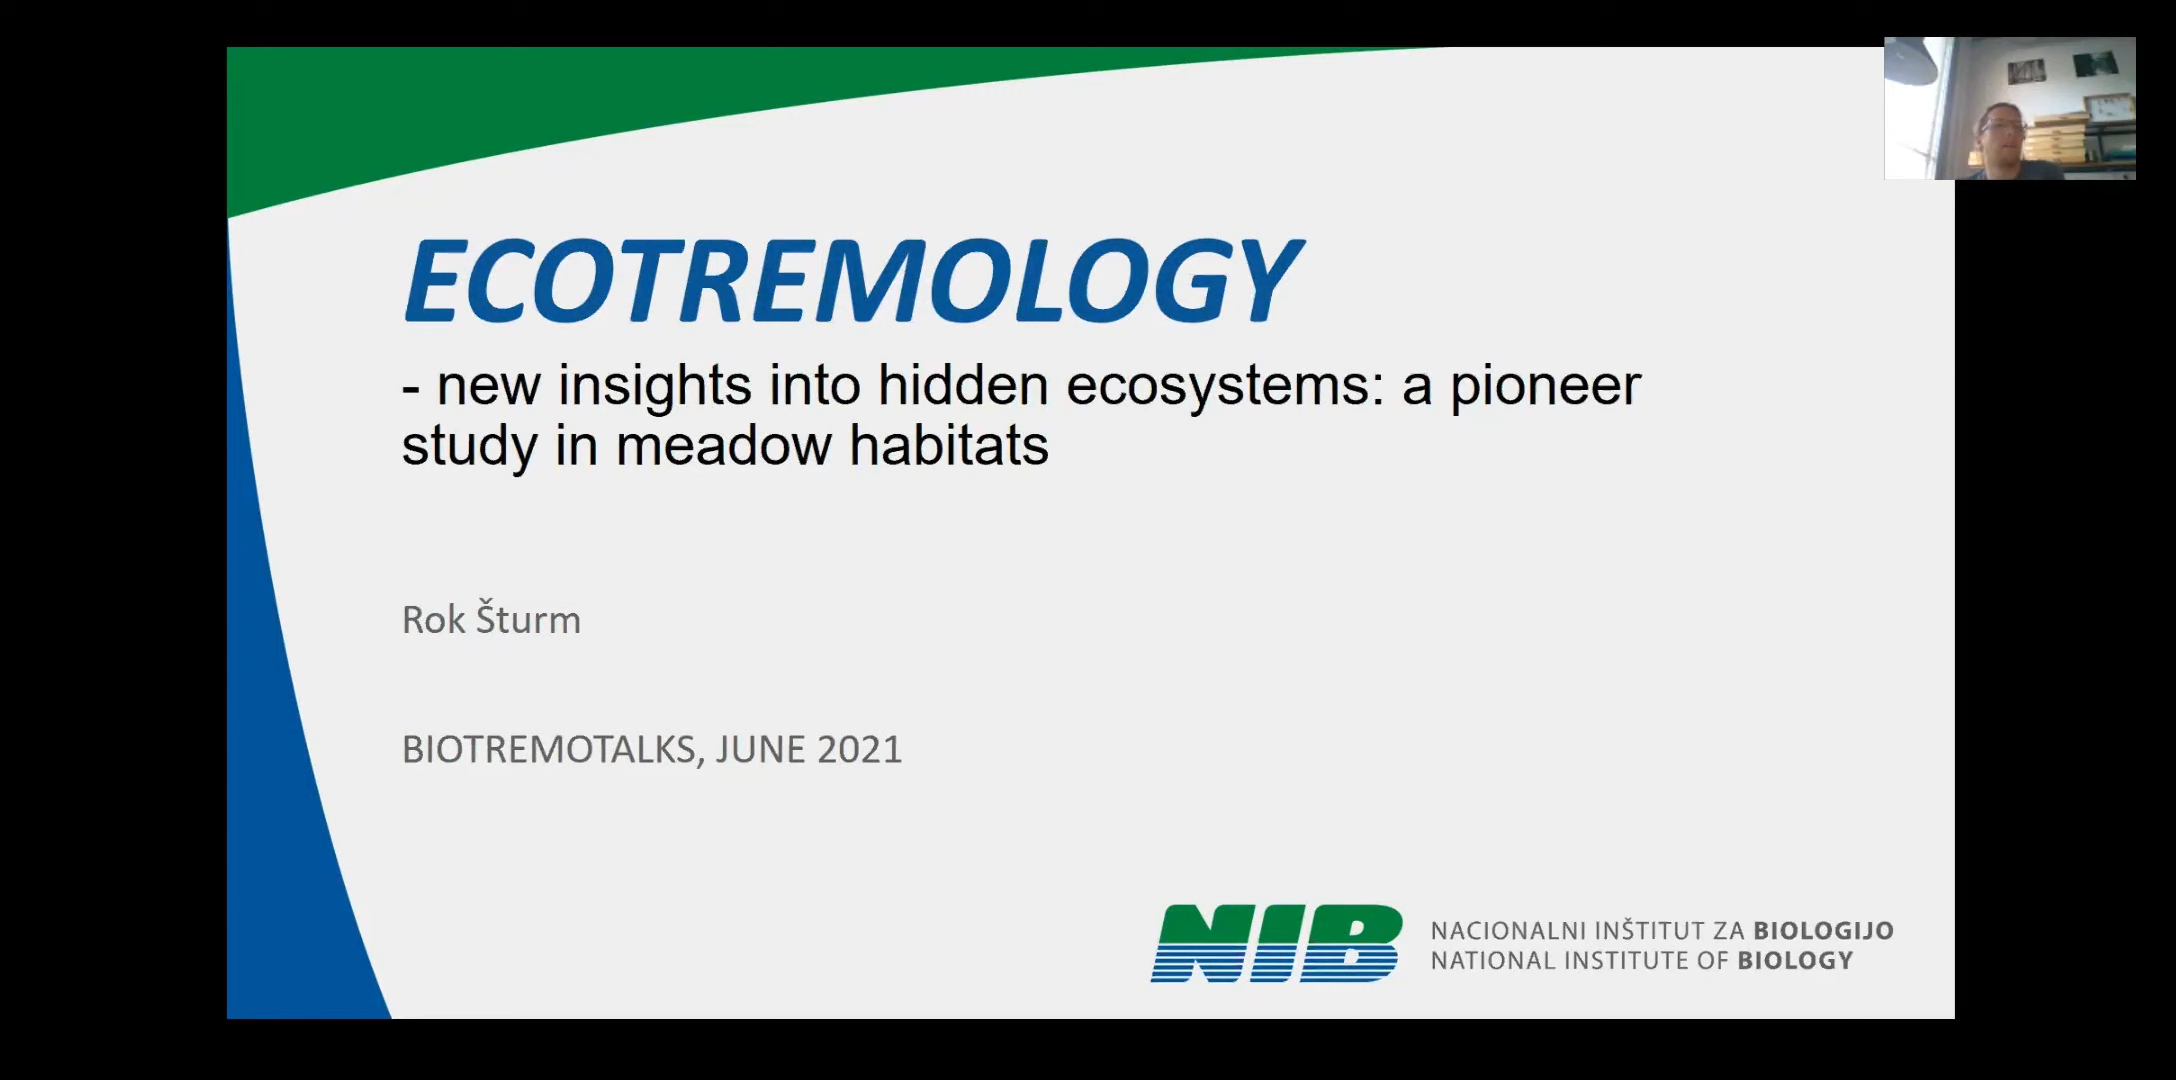 ECOTREMOLOGY
- new insights into hidden ecosystems: a pioneer
study in meadow habitats
Rok Šturm
BIOTREMOTALKS, JUNE 2021
NIB
NACIONALNI INŠTITUT ZA BIOLOGIJO
NATIONAL INSTITUTE OF BIOLOGY